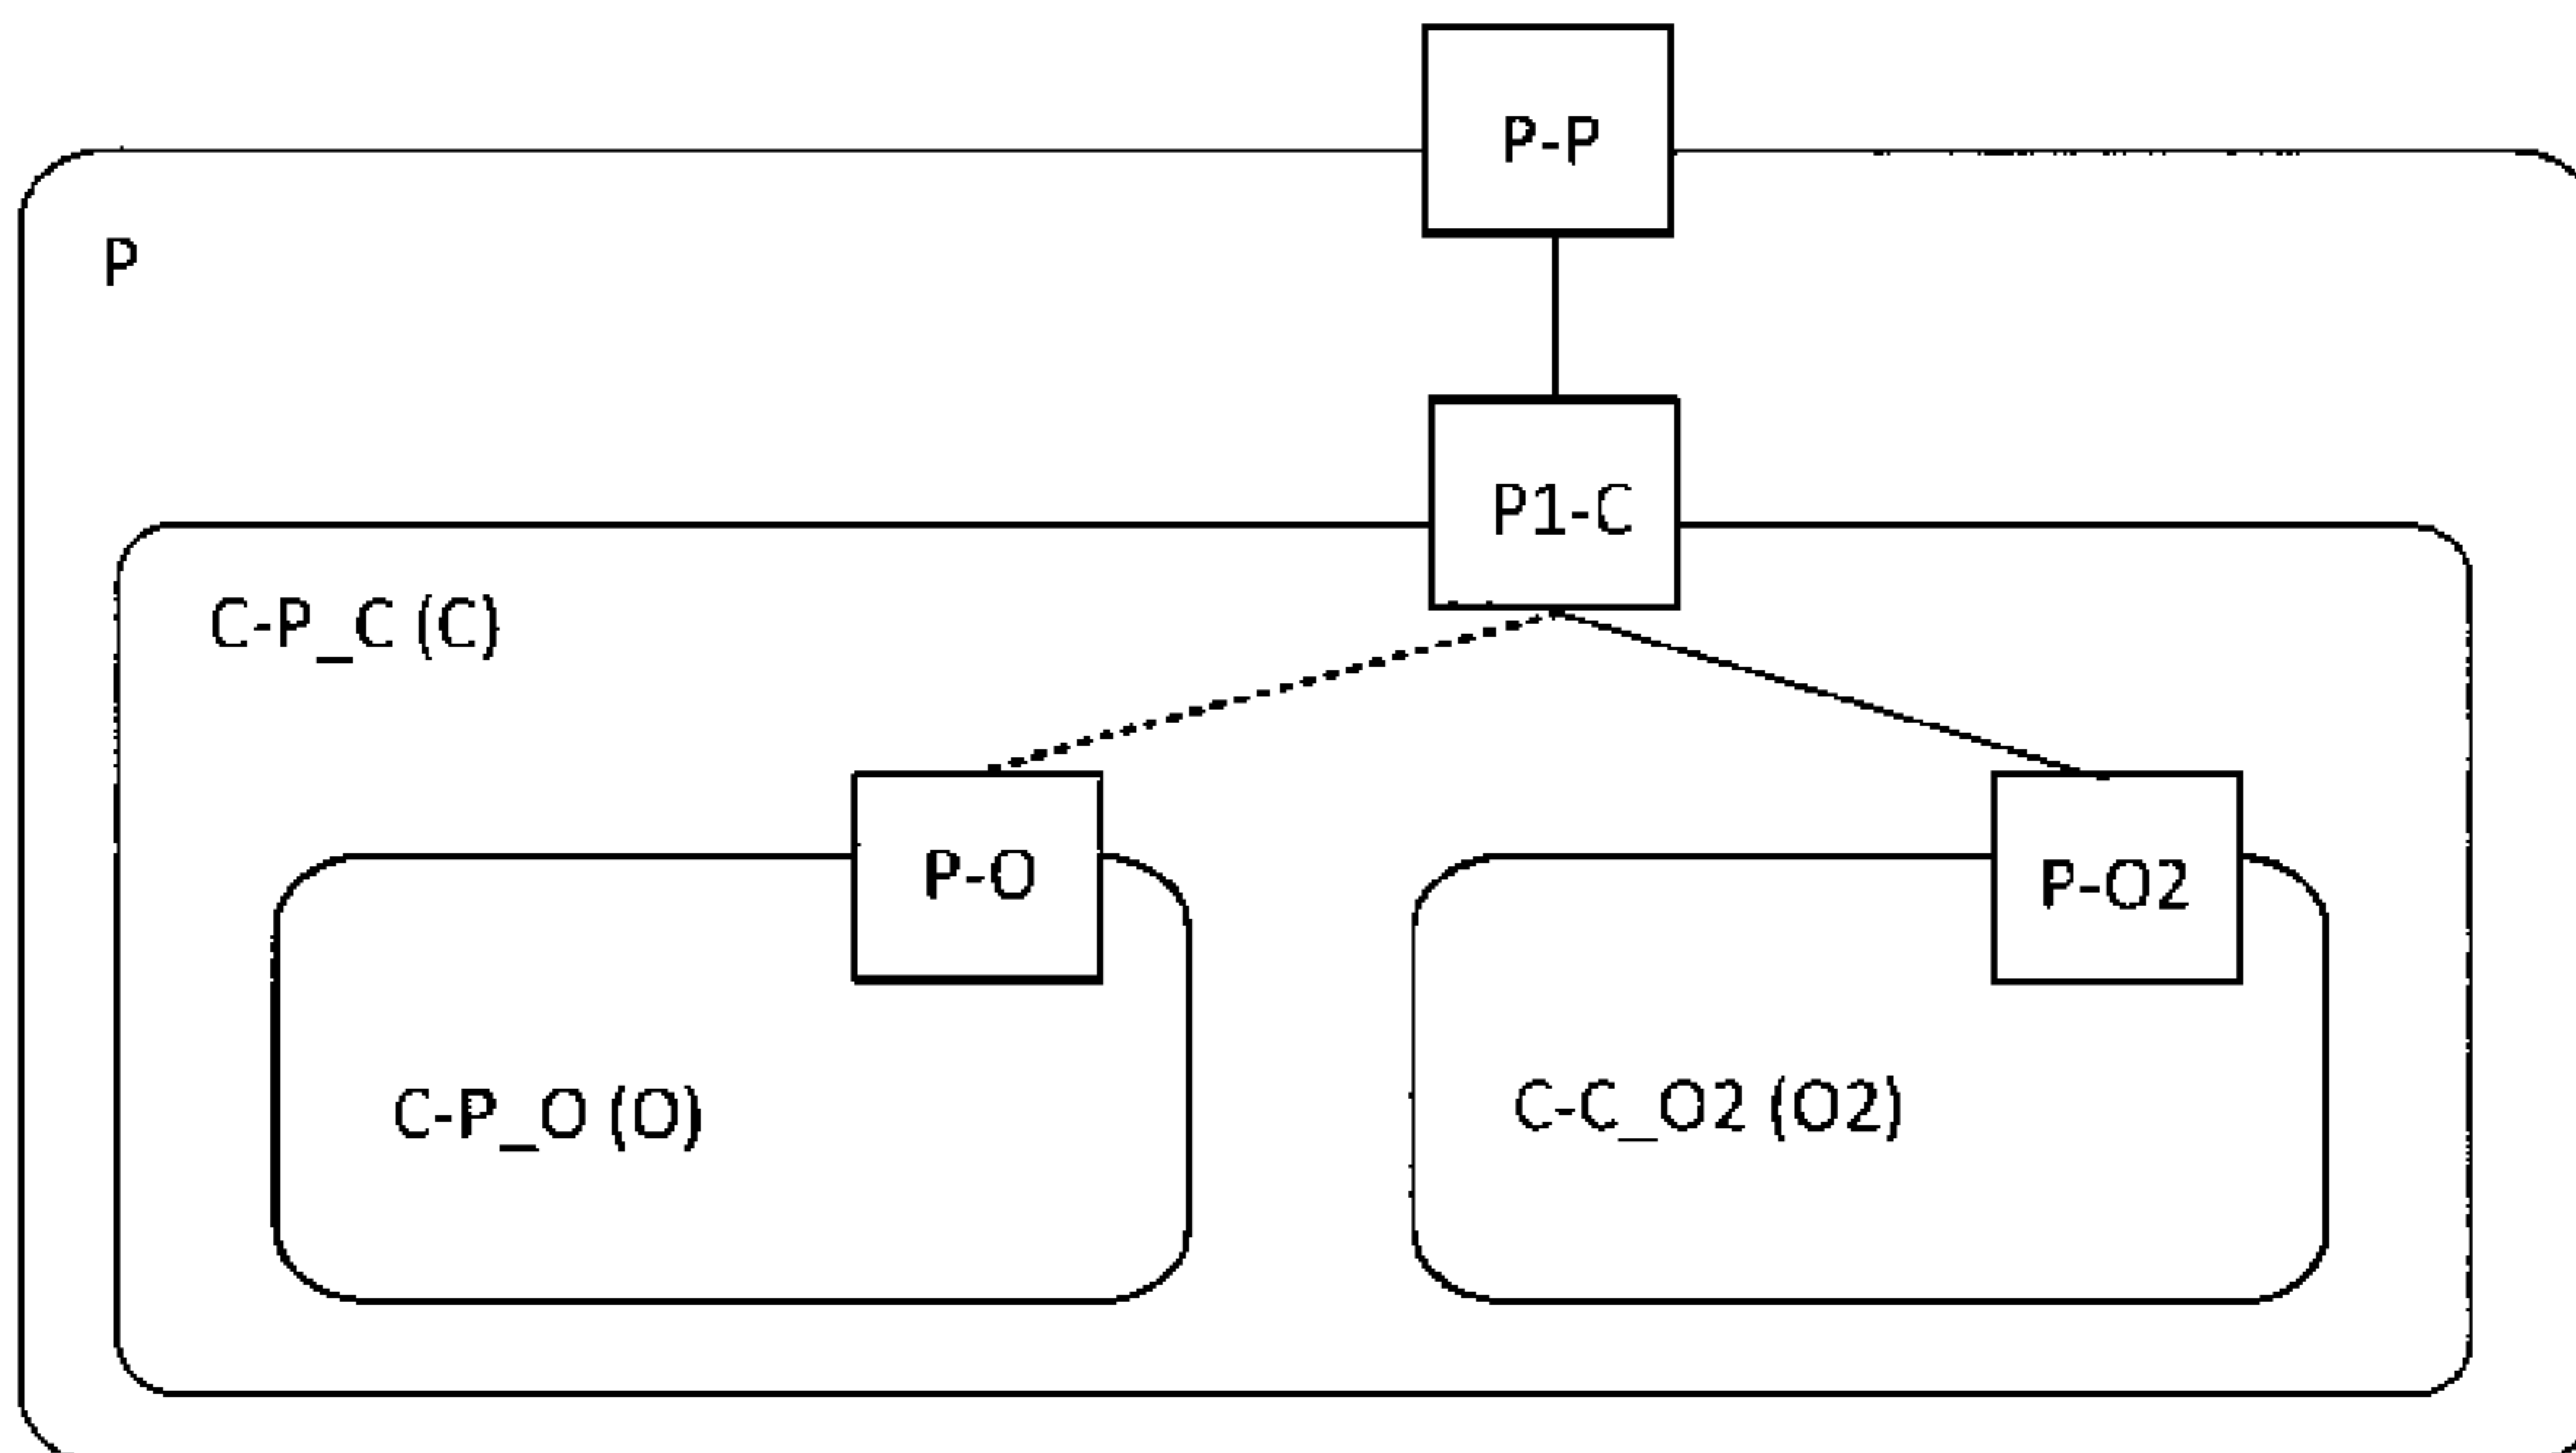 P-P
P
P1-C
C-P_C (C)
P-O
P-O2
C-P_O (O)
C-C_O2 (O2)